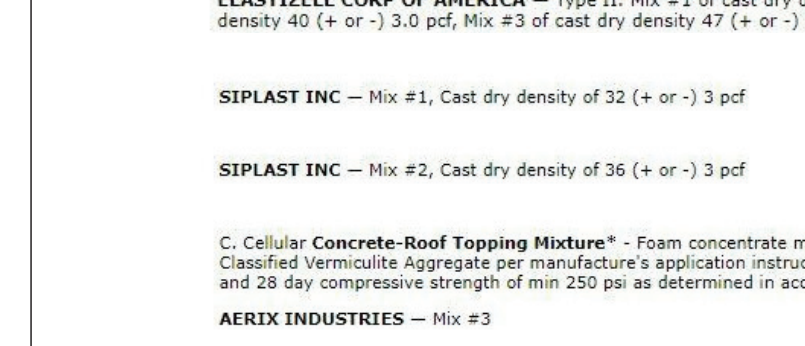 ELASTIZELL CORP OF AMERICA — Type II. Mix #1 of cast dry
density 40 (+ or -) 3.0 pcf, Mix #3 of cast dry density 47 (+ or -)
SIPLAST INC — Mix #1, Cast dry density of 32 (+ or -) 3 pcf
SIPLAST INC — Mix #2, Cast dry density of 36 (+ or -) 3 pcf
C. Cellular Concrete-Roof Topping Mixture* - Foam concentrate m
Classified Vermiculite Aggregate per manufacture's application instruc
and 28 day compressive strength of min 250 psi as determined in acc
AERIX INDUSTRIES — Mix #3